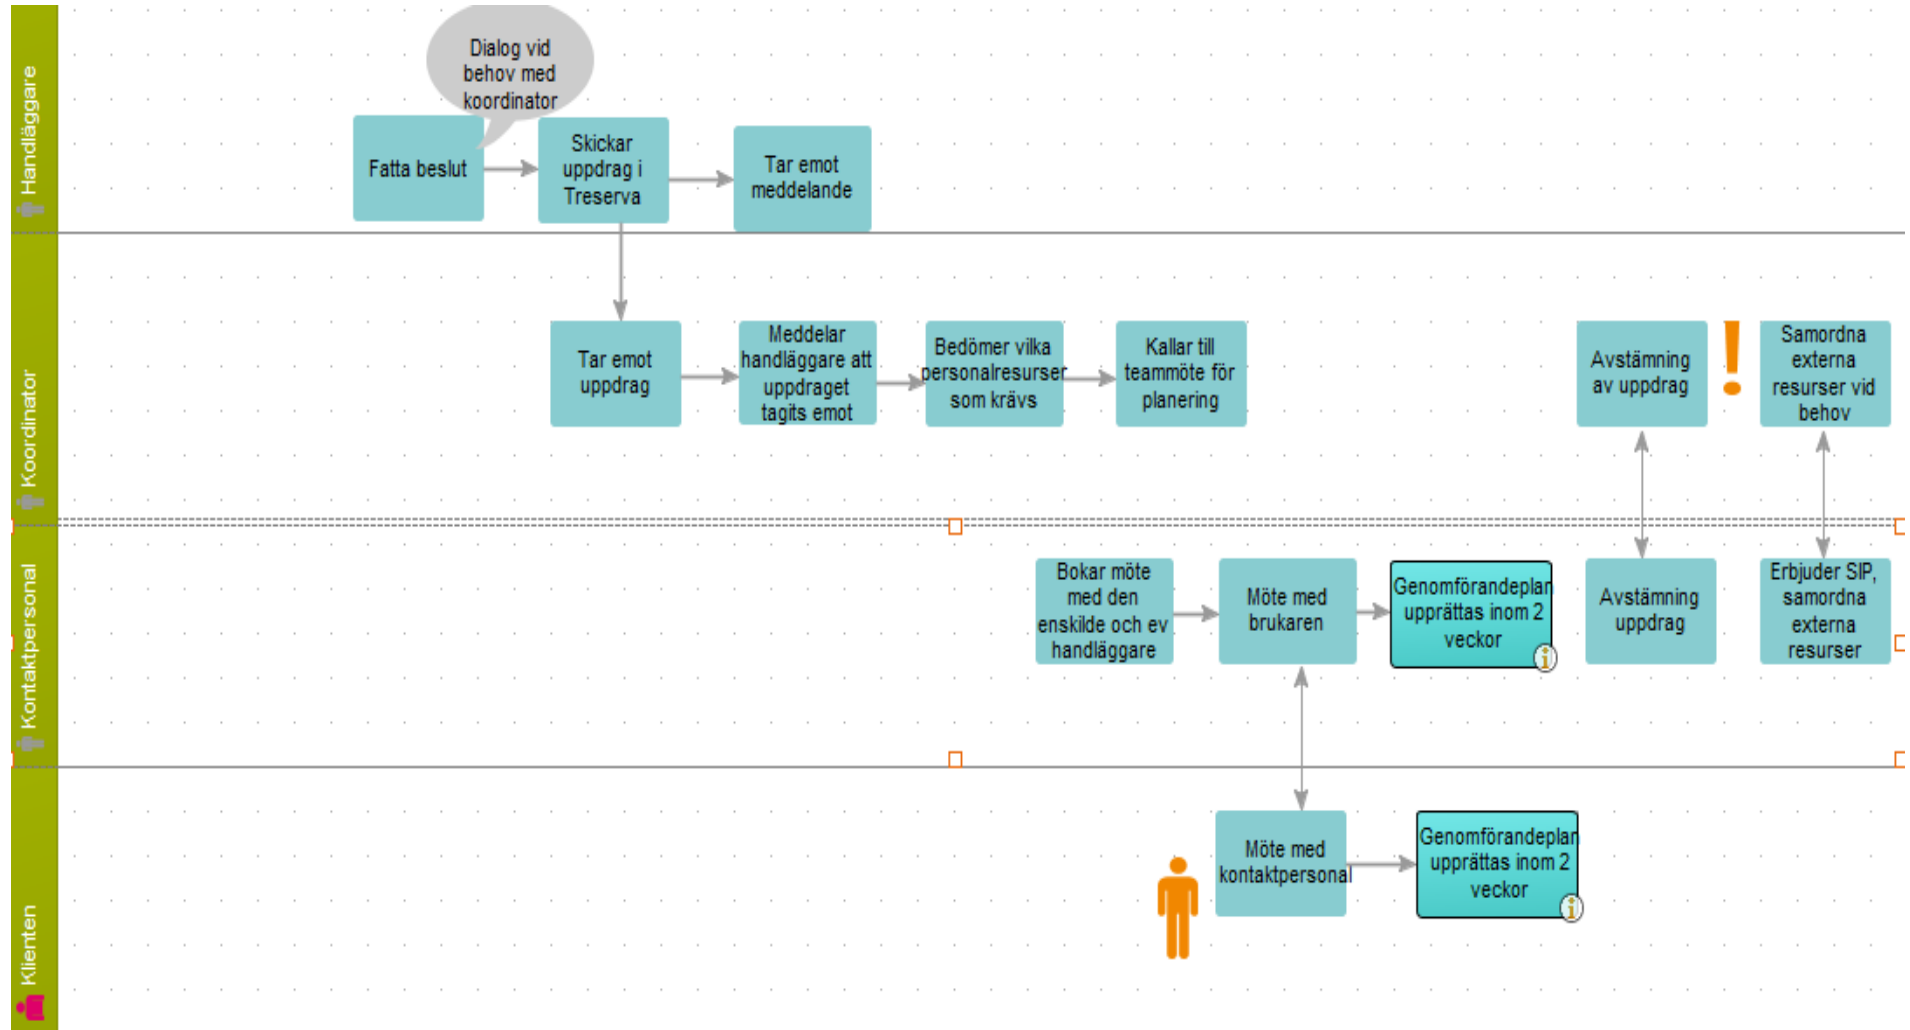 Handläggare
Dialog vid
behov med
koordinator
Fatta beslut
Skickar
uppdrag i
Treserva
Tar emot
meddelande
Koordinator
Tar emot
uppdrag
Meddelar
handläggare att
uppdraget
tagits emot
Bedömer vilka
personalresurser
som krävs
Kallar till
teammöte för
planering
Avstämning
av uppdrag
!
Samordna
externa
resurser vid
behov
Kontaktpersonal
Bokar möte
med den
enskilde och ev
handläggare
Möte med
brukaren
Genomförandeplan
upprättas inom 2
veckor
i
Avstämning
uppdrag
Erbjuder SIP,
samordna
externa
resurser
Klienten
Möte med
kontaktpersonal
Genomförandeplan
upprättas inom 2
veckor
i